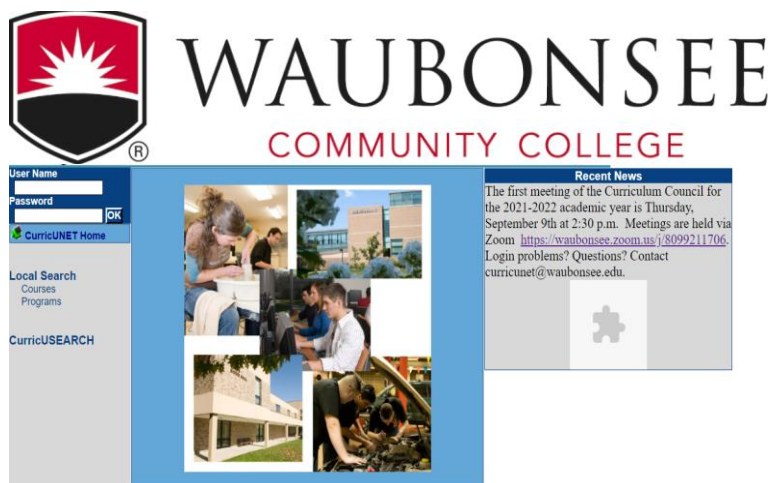 WAUBONSEE
®
COMMUNITY COLLEGE
User Name
Password
OK
CurricUNET Home
Local Search
Courses
Programs
CurricUSEARCH
Recent News
The first meeting of the Curriculum Council for
the 2021-2022 academic year is Thursday,
September 9th at 2:30 p.m. Meetings are held via
Zoom https://waubonsee.zoom.us/j/8099211706.
Login problems? Questions? Contact
curricunet@waubonsee.edu.